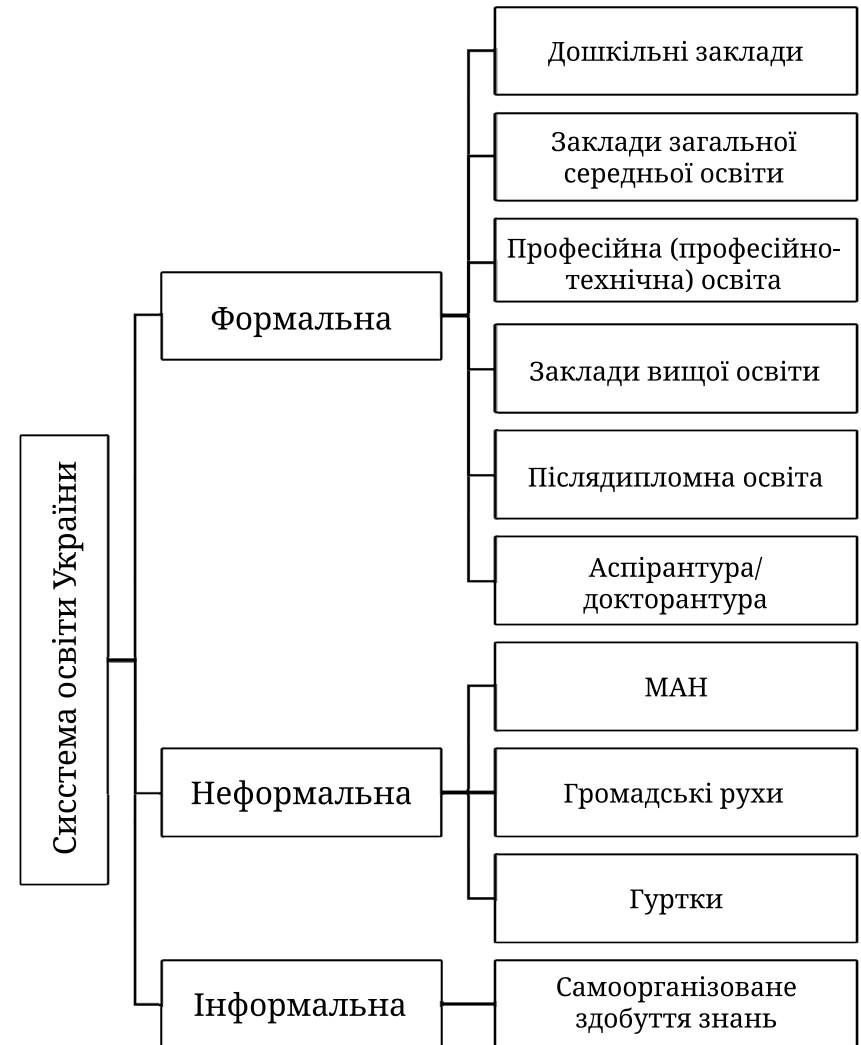 Дошкільні заклади
Заклади загальної
середньої освіти
Професійна (професійно-
технічна) освіта
Формальна
Заклади вищої освіти
Сисстема освіти України
Післядипломна освіта
Аспірантура/
докторантура
МАН
Неформальна
Громадські рухи
Гуртки
Інформальна
Самоорганізоване
здобуття знань